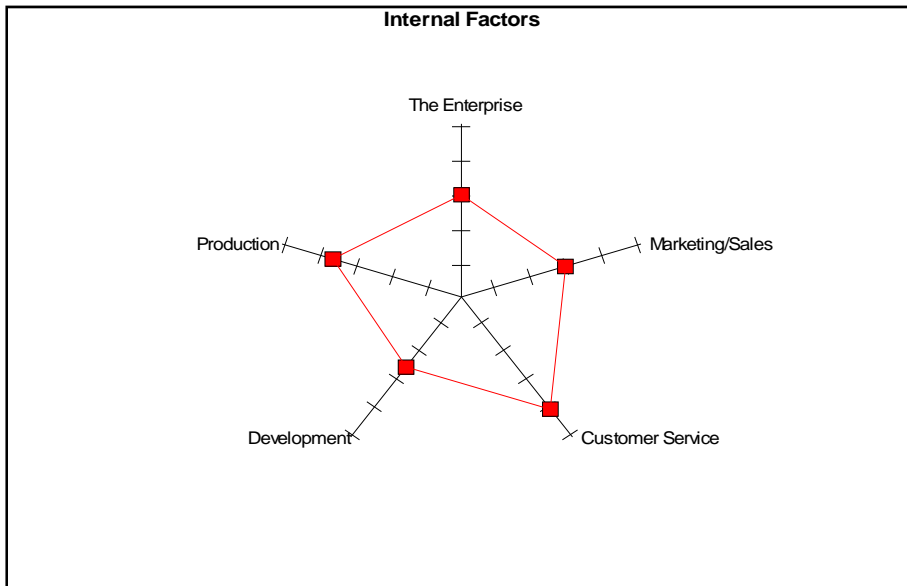 Internal Factors
The Enterprise
Production
Marketing/Sales
Development
Customer Service